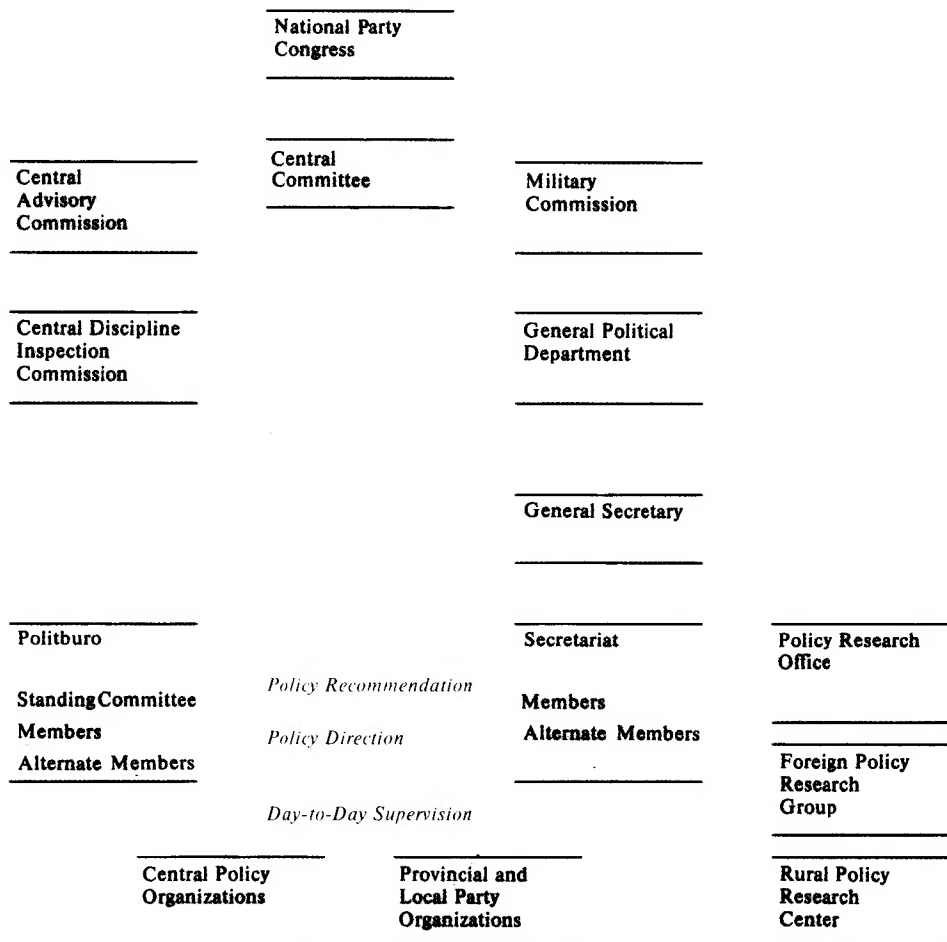 National Party
Congress
Central
Committee
Central
Advisory
Commission
Military
Commission
Central Discipline
Inspection
Commission
General Political
Department
General Secretary
Politburo
Standing Committee
Members
Alternate Members
Policy Recommendation
Policy Direction
Day-to-Day Supervision
Secretariat
Members
Alternate Members
Policy Research
Office
Foreign Policy
Research
Group
Central Policy
Organizations
Provincial and
Local Party
Organizations
Rural Policy
Research
Center